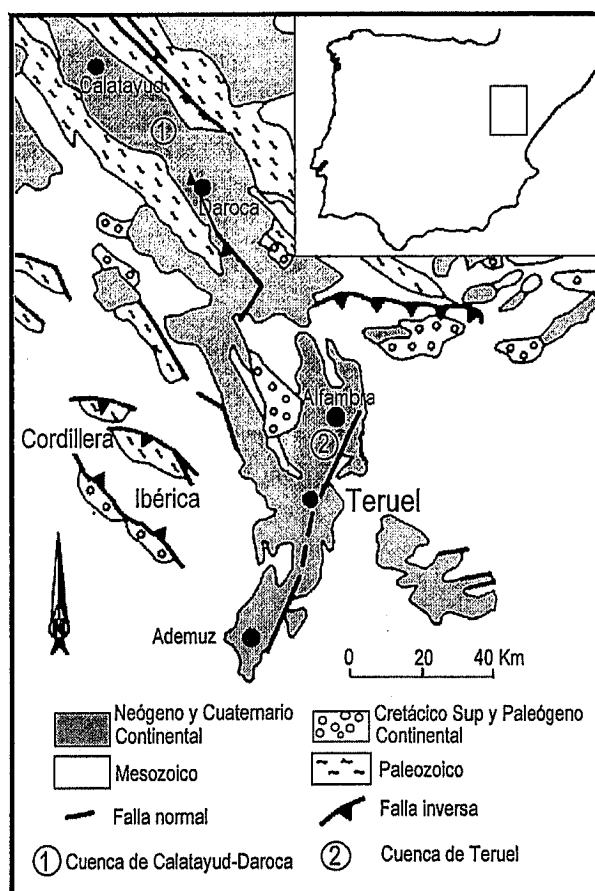 Calatayud
①
Daroca
Alfambra
②
Cordillera
Ibérica
Teruel
Ademuz
0 20 40 Km
Neógeno y Cuaternario
Continental
Cretácico Sup y Paleógeno
Continental
Mesozoico
Paleozoico
Falla normal
Falla inversa
① Cuenca de Calatayud-Daroca
② Cuenca de Teruel